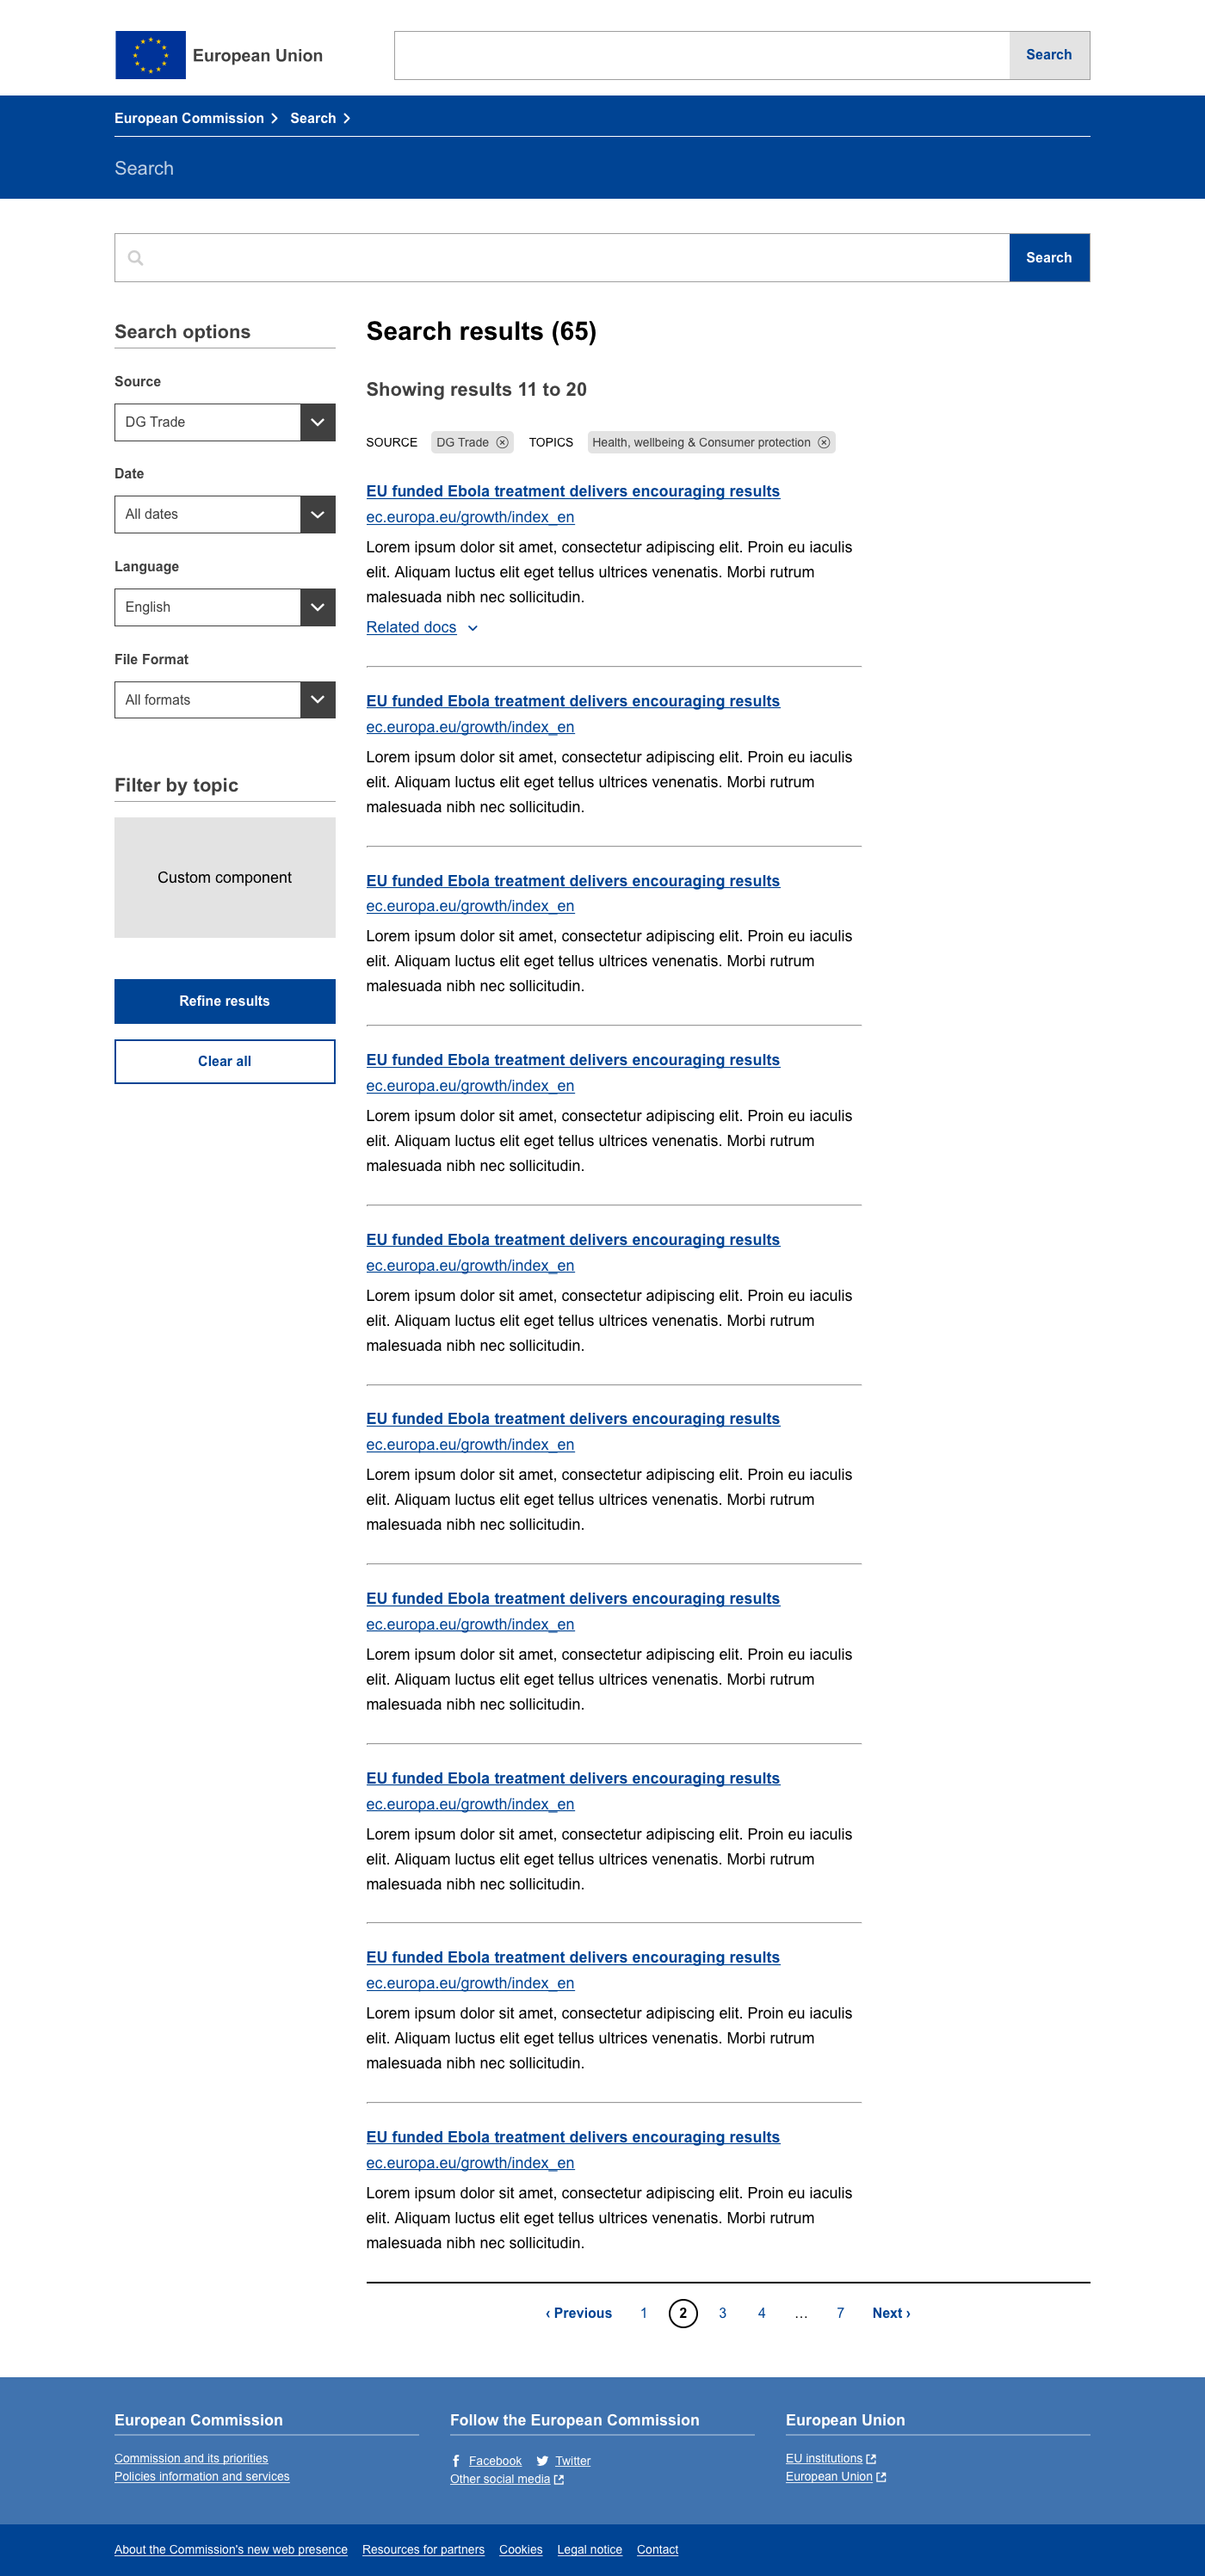 European Union
Search
European Commission
Search
Search
Search
Search options
Source
DG Trade
Date
All dates
Language
English
File Format
All formats
Filter by topic
Custom component
Refine results
Clear all
Search results (65)
Showing results 11 to 20
SOURCE DG Trade TOPICS Health, wellbeing & Consumer protection
EU funded Ebola treatment delivers encouraging results
ec.europa.eu/growth/index_en
Lorem ipsum dolor sit amet, consectetur adipiscing elit. Proin eu iaculis
elit. Aliquam luctus elit eget tellus ultrices venenatis. Morbi rutrum
malesuada nibh nec sollicitudin.
Related docs
EU funded Ebola treatment delivers encouraging results
ec.europa.eu/growth/index_en
Lorem ipsum dolor sit amet, consectetur adipiscing elit. Proin eu iaculis
elit. Aliquam luctus elit eget tellus ultrices venenatis. Morbi rutrum
malesuada nibh nec sollicitudin.
EU funded Ebola treatment delivers encouraging results
ec.europa.eu/growth/index_en
Lorem ipsum dolor sit amet, consectetur adipiscing elit. Proin eu iaculis
elit. Aliquam luctus elit eget tellus ultrices venenatis. Morbi rutrum
malesuada nibh nec sollicitudin.
EU funded Ebola treatment delivers encouraging results
ec.europa.eu/growth/index_en
Lorem ipsum dolor sit amet, consectetur adipiscing elit. Proin eu iaculis
elit. Aliquam luctus elit eget tellus ultrices venenatis. Morbi rutrum
malesuada nibh nec sollicitudin.
EU funded Ebola treatment delivers encouraging results
ec.europa.eu/growth/index_en
Lorem ipsum dolor sit amet, consectetur adipiscing elit. Proin eu iaculis
elit. Aliquam luctus elit eget tellus ultrices venenatis. Morbi rutrum
malesuada nibh nec sollicitudin.
EU funded Ebola treatment delivers encouraging results
ec.europa.eu/growth/index_en
Lorem ipsum dolor sit amet, consectetur adipiscing elit. Proin eu iaculis
elit. Aliquam luctus elit eget tellus ultrices venenatis. Morbi rutrum
malesuada nibh nec sollicitudin.
EU funded Ebola treatment delivers encouraging results
ec.europa.eu/growth/index_en
Lorem ipsum dolor sit amet, consectetur adipiscing elit. Proin eu iaculis
elit. Aliquam luctus elit eget tellus ultrices venenatis. Morbi rutrum
malesuada nibh nec sollicitudin.
EU funded Ebola treatment delivers encouraging results
ec.europa.eu/growth/index_en
Lorem ipsum dolor sit amet, consectetur adipiscing elit. Proin eu iaculis
elit. Aliquam luctus elit eget tellus ultrices venenatis. Morbi rutrum
malesuada nibh nec sollicitudin.
EU funded Ebola treatment delivers encouraging results
ec.europa.eu/growth/index_en
Lorem ipsum dolor sit amet, consectetur adipiscing elit. Proin eu iaculis
elit. Aliquam luctus elit eget tellus ultrices venenatis. Morbi rutrum
malesuada nibh nec sollicitudin.
EU funded Ebola treatment delivers encouraging results
ec.europa.eu/growth/index_en
Lorem ipsum dolor sit amet, consectetur adipiscing elit. Proin eu iaculis
elit. Aliquam luctus elit eget tellus ultrices venenatis. Morbi rutrum
malesuada nibh nec sollicitudin.
‹ Previous 1 2 3 4 … 7 Next ›
European Commission
Commission and its priorities
Policies information and services
Follow the European Commission
Facebook Twitter
Other social media
European Union
EU institutions
European Union
About the Commission's new web presence Resources for partners Cookies Legal notice Contact